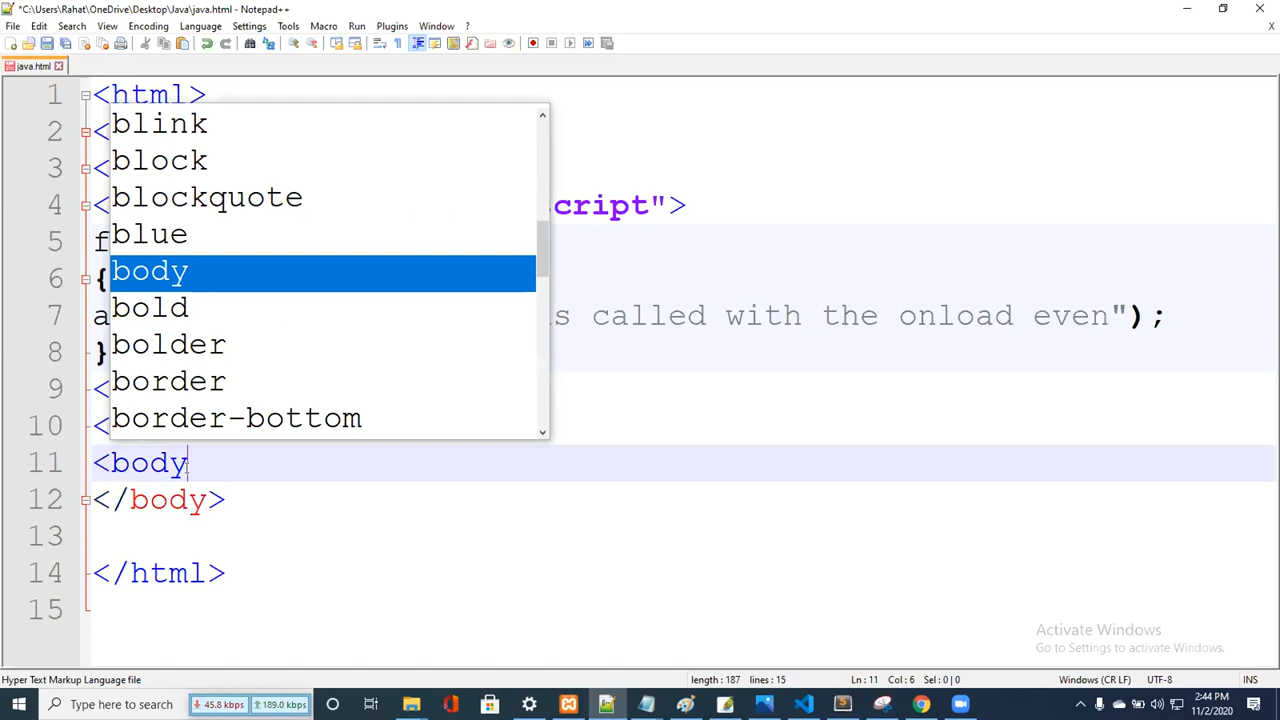 *C:\Users\Rahat\OneDrive\Desktop\Java\java.html - Notepad++
File Edit Search View Encoding Language Settings Tools Macro Run Plugins Window ?
X
java.html
1 <html>
blink
2 <
block
3 <
blockquote
4 < cript">
blue
5 f
body
6 {
bold
7 a s called with the onload even");
bolder
8 }
border
9 <
border-bottom
10 <
11 <body
12 </body>
13
14 </html>
15
Activate Windows
Go to Settings to activate Windows.
Hyper Text Markup Language file length : 187 lines : 15 Ln : 11 Col : 6 Sel : 0 | 0 Windows (CR LF) UTF-8 INS
Type here to search 45.8 kbps 189.0 kbps 2:44 PM
11/2/2020